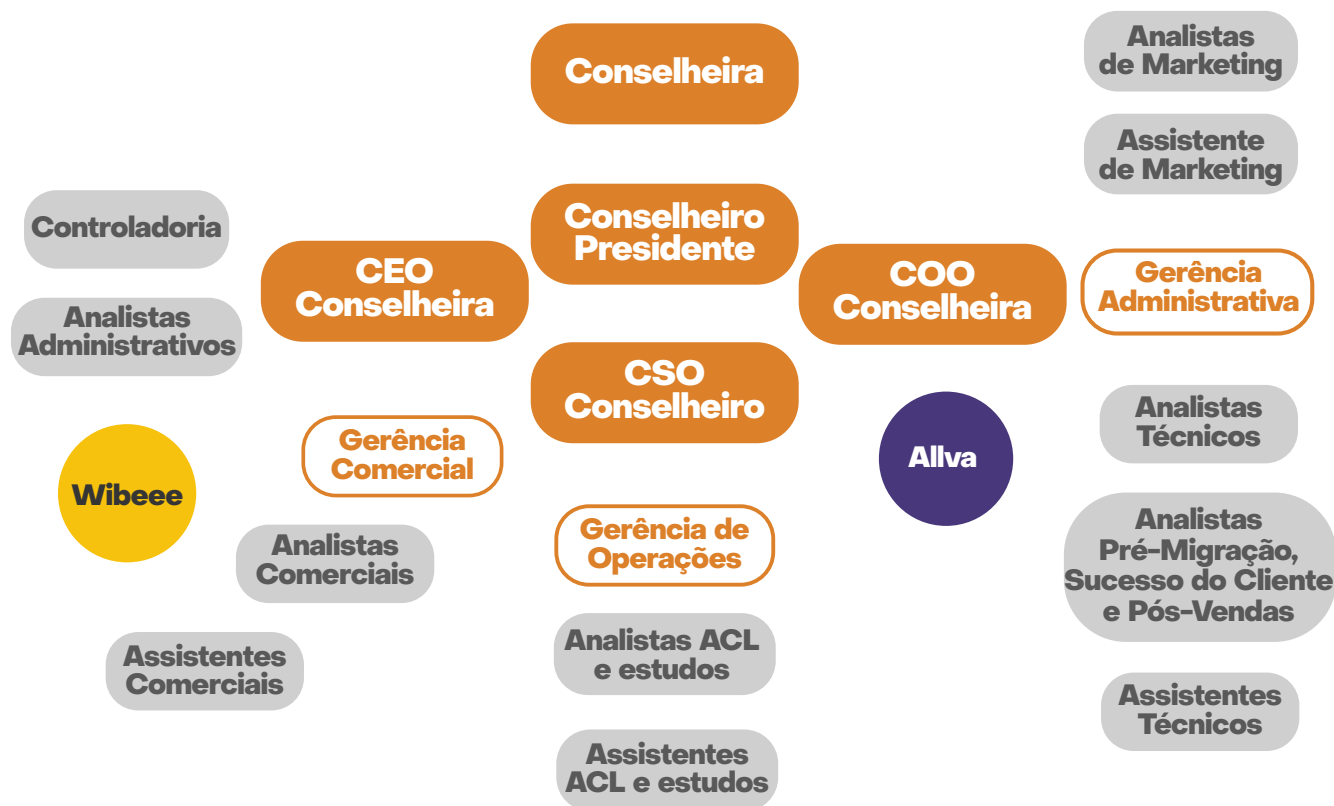 Conselheira
Analistas
de Marketing
Assistente
de Marketing
Controladoria
Conselheiro
Presidente
CEO
Conselheira
COO
Conselheira
Gerência
Administrativa
Analistas
Administrativos
CSO
Conselheiro
Analistas
Técnicos
Gerência
Comercial
Allva
Wibeee
Gerência de
Operações
Analistas
Pré-Migração,
Sucesso do Cliente
e Pós-Vendas
Analistas
Comerciais
Analistas ACL
e estudos
Assistentes
Comerciais
Assistentes
Técnicos
Assistentes
ACL e estudos